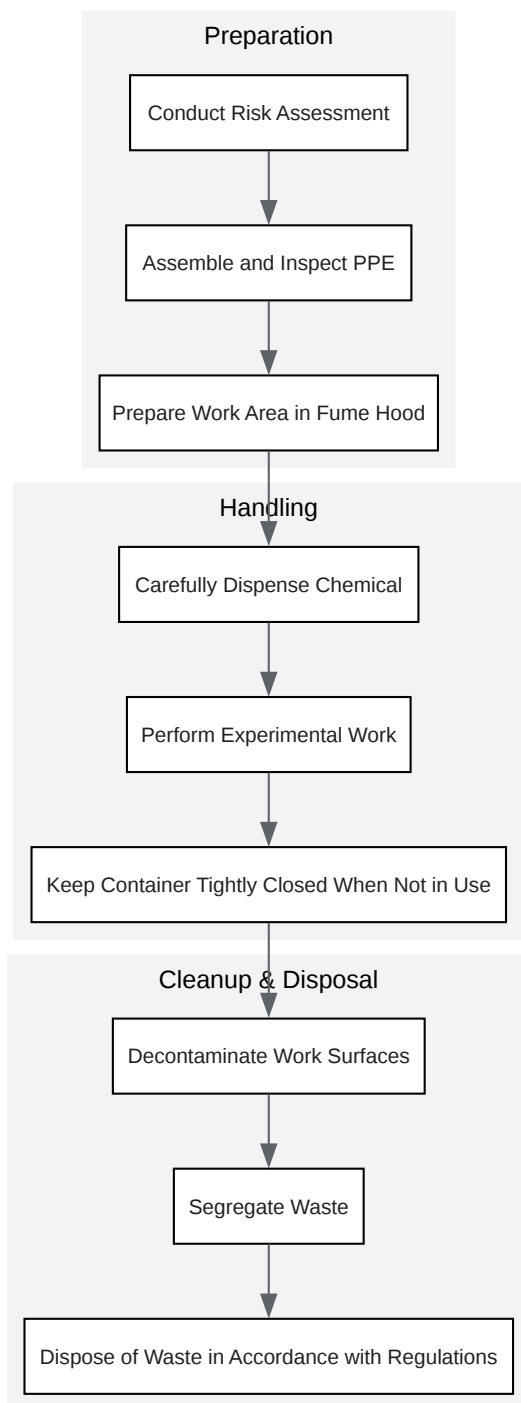 Preparation
Conduct Risk Assessment
Assemble and Inspect PPE
Prepare Work Area in Fume Hood
Handling
Carefully Dispense Chemical
Perform Experimental Work
Keep Container Tightly Closed When Not in Use
Cleanup & Disposal
Decontaminate Work Surfaces
Segregate Waste
Dispose of Waste in Accordance with Regulations